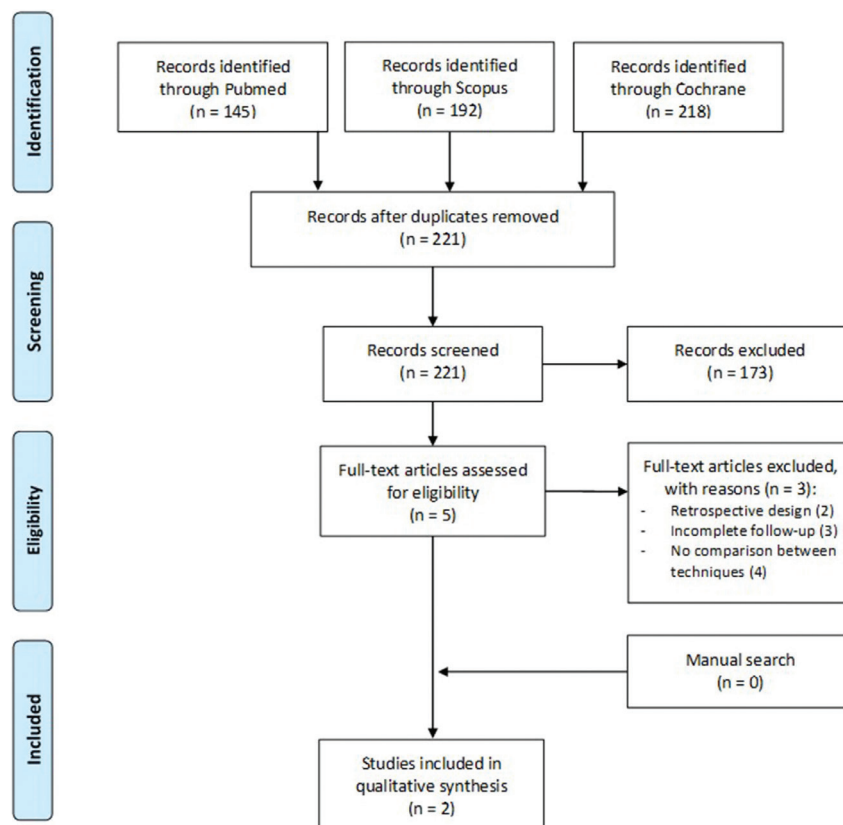 Identification
Records identified
through Pubmed
(n = 145)
Records identified
through Scopus
(n = 192)
Records identified
through Cochrane
(n = 218)
Records after duplicates removed
(n = 221)
Screening
Records screened
(n = 221)
Records excluded
(n = 173)
Eligibility
Full-text articles assessed
for eligibility
(n = 5)
Full-text articles excluded,
with reasons (n = 3):
- Retrospective design (2)
- Incomplete follow-up (3)
- No comparison between
techniques (4)
Included
Manual search
(n = 0)
Studies included in
qualitative synthesis
(n = 2)